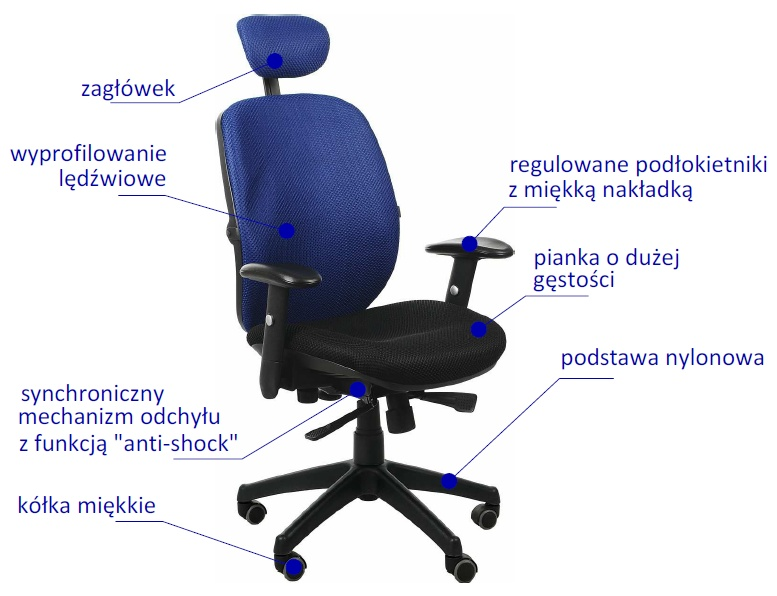 zagłówek
wyprofilowanie
lędźwiowe
regulowane podłokietniki
z miękką nakładką
pianka o dużej
gęstości
podstawa nylonowa
synchroniczny
mechanizm odchyłu
z funkcją "anti-shock"
kółka miękkie